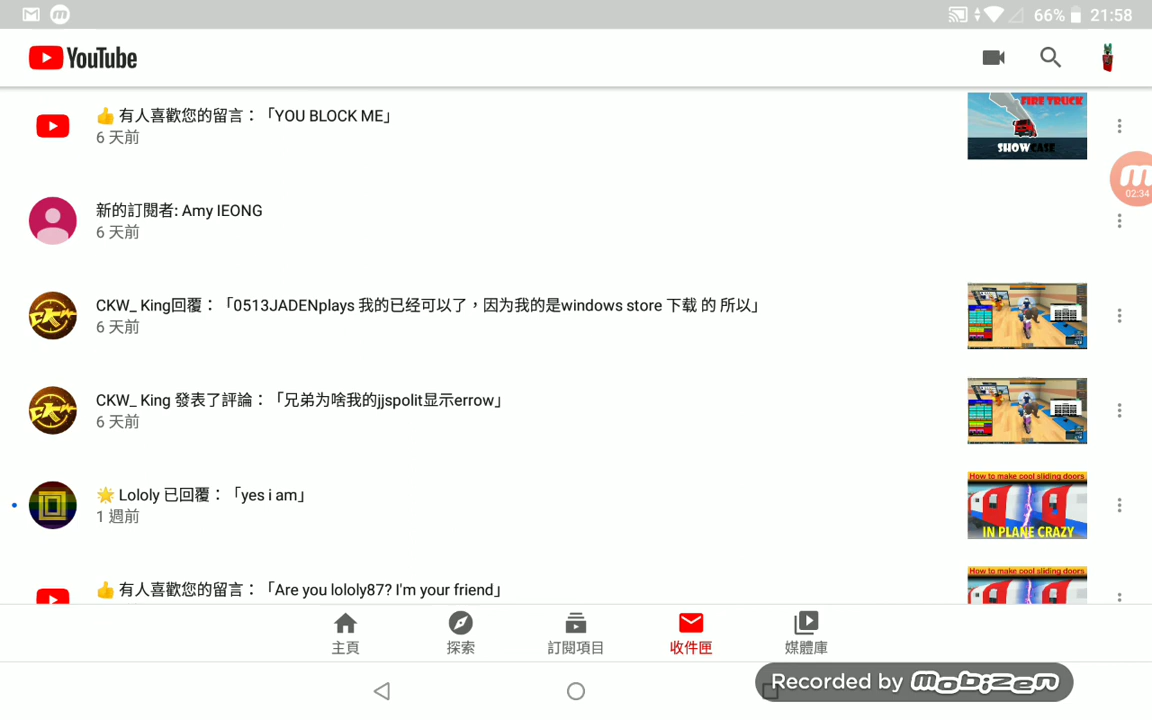 66% 21:58
YouTube
👍 有人喜歡您的留言：「YOU BLOCK ME」
6 天前
FIRE TRUCK
SHOWCASE
02:34
新的訂閱者: Amy IEONG
6 天前
CKW_ King回覆：「0513JADENplays 我的已经可以了，因为我的是windows store 下载 的 所以」
6 天前
CKW_ King 發表了評論：「兄弟为啥我的jjspolit显示errow」
6 天前
🌟 Lololy 已回覆：「yes i am」
1 週前
How to make cool sliding doors
IN PLANE CRAZY
👍 有人喜歡您的留言：「Are you lololy87? I'm your friend」
How to make cool sliding doors
主頁 探索 訂閱項目 收件匣 媒體庫
Recorded by mobizen